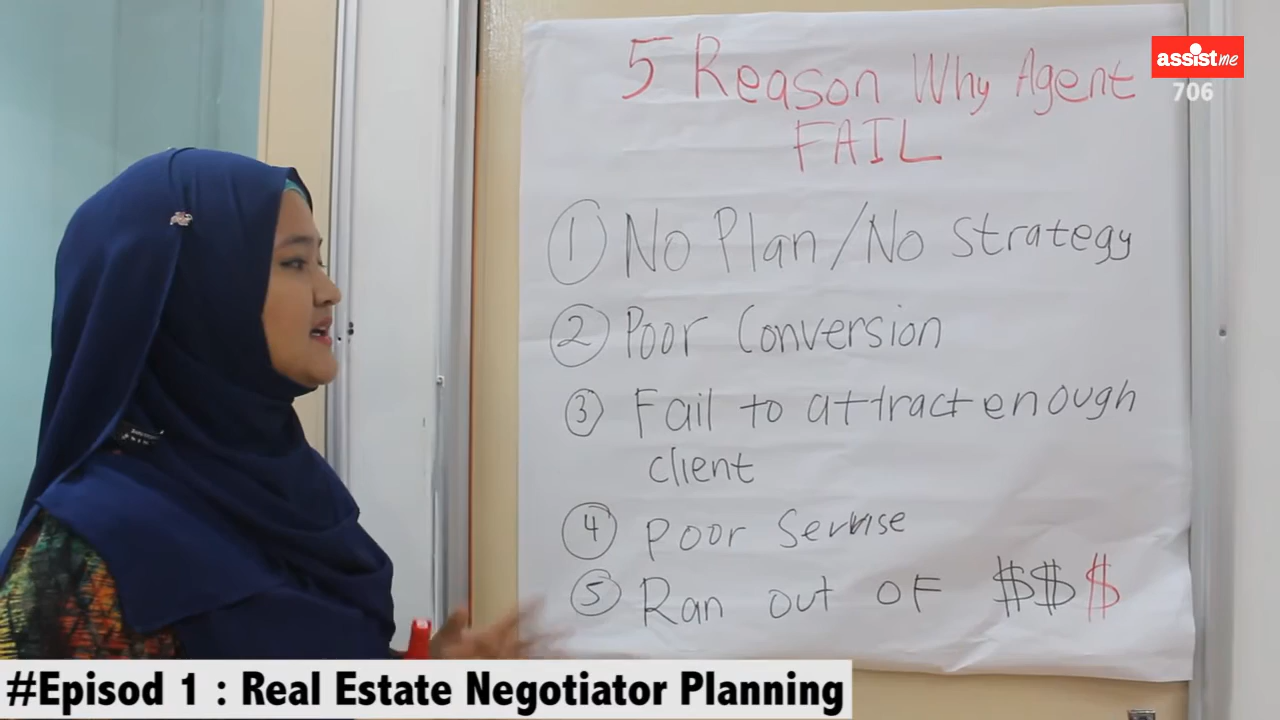 5 Reason Why Agent
FAIL
assistme
706
① No Plan/No Strategy
② Poor Conversion
③ Fail to attract enough
client
④ Poor Servise
⑤ Ran out of $$$
#Episod 1 : Real Estate Negotiator Planning